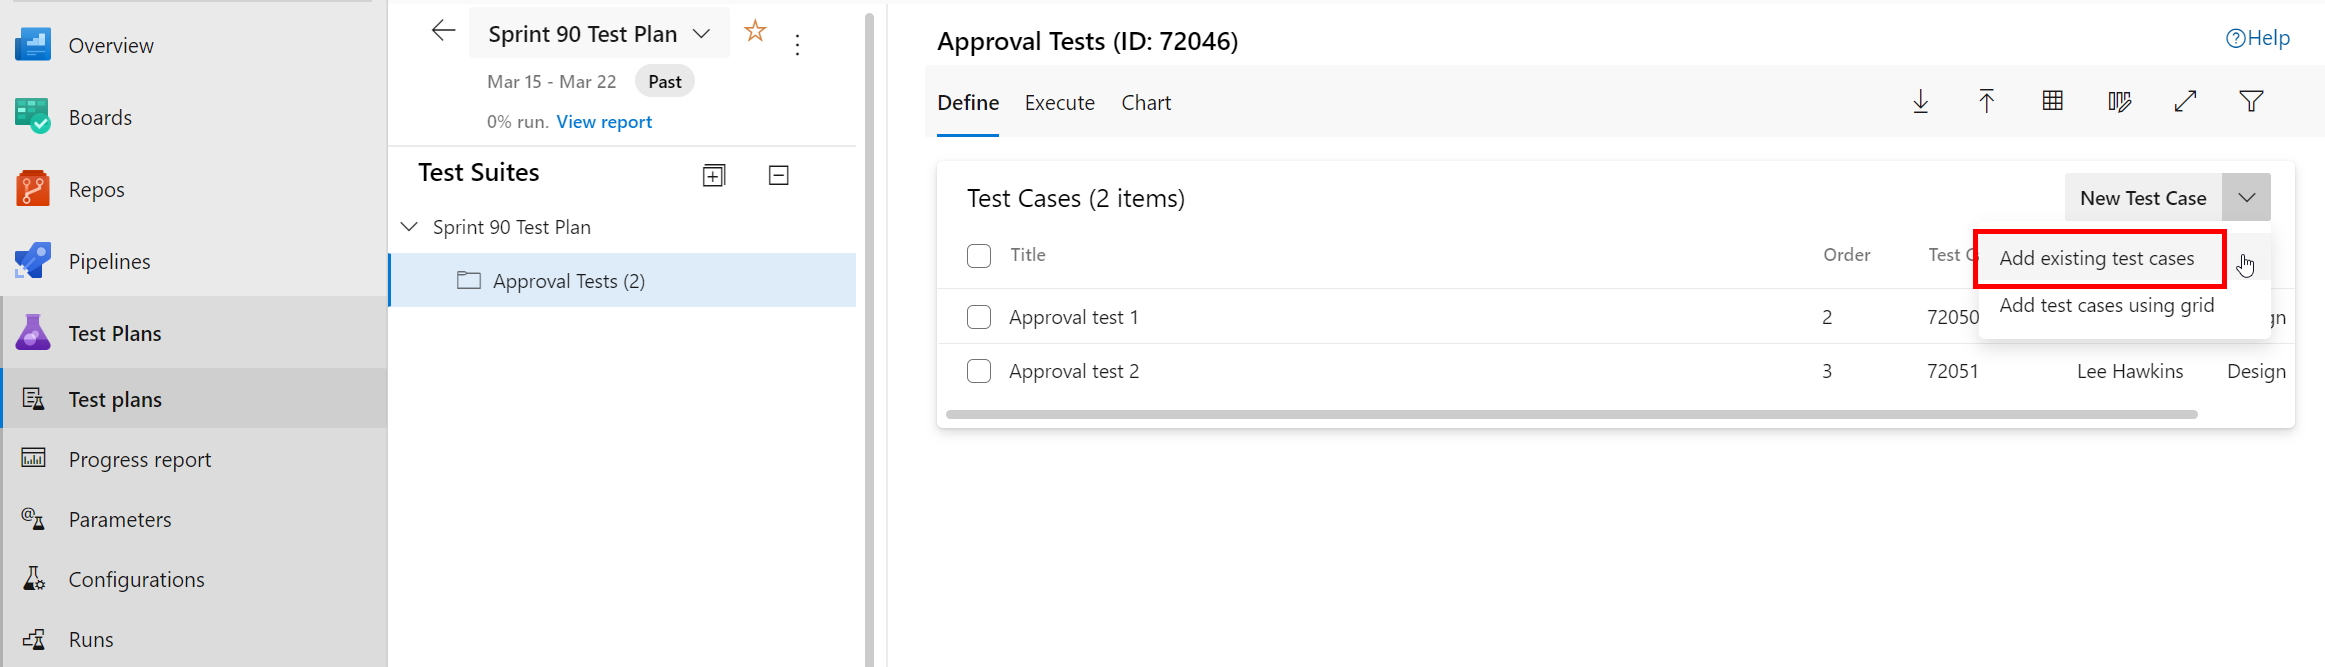 Overview
Boards
Repos
Pipelines
Test Plans
Test plans
Progress report
Parameters
Configurations
Runs
Sprint 90 Test Plan
Mar 15 - Mar 22 Past
0% run. View report
Test Suites
Sprint 90 Test Plan
Approval Tests (2)
Approval Tests (ID: 72046)
Help
Define Execute Chart
Test Cases (2 items)
New Test Case
Add existing test cases
Add test cases using grid
Title Order Test
Approval test 1 2 72050
Approval test 2 3 72051 Lee Hawkins Design